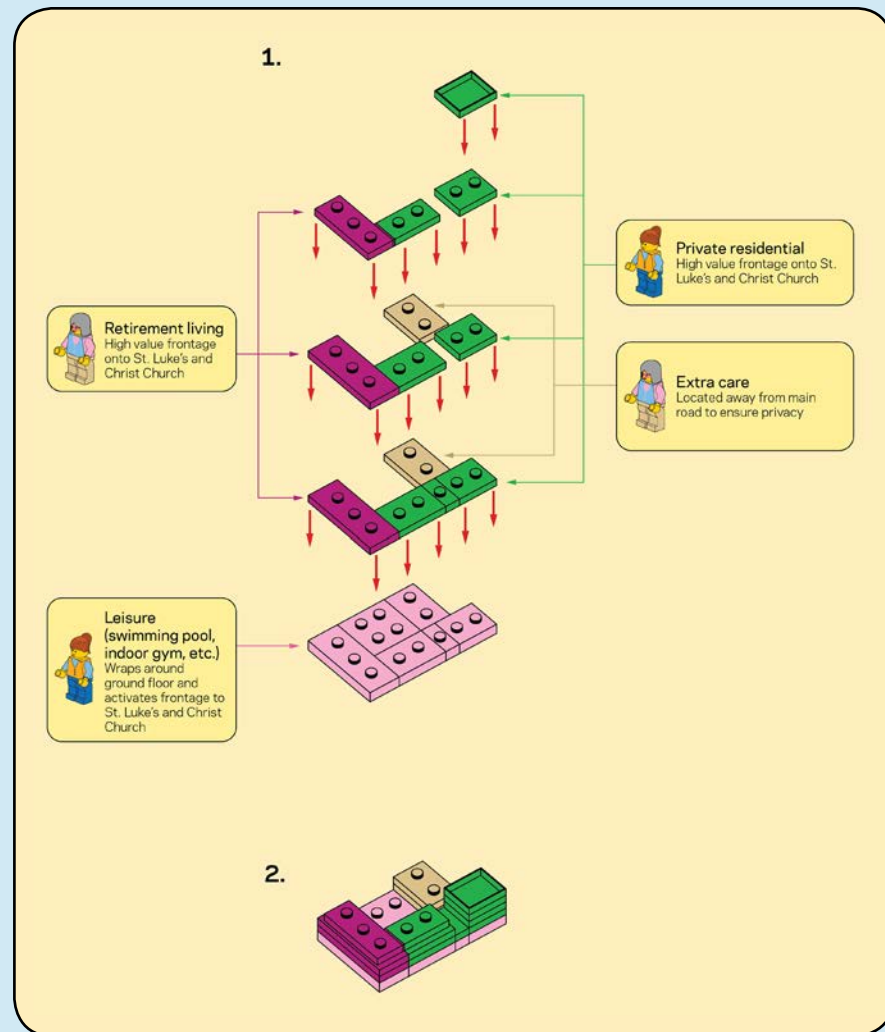 1.
Private residential
High value frontage onto St.
Luke's and Christ Church
Retirement living
High value frontage
onto St. Luke's and
Christ Church
Extra care
Located away from main
road to ensure privacy
Leisure
(swimming pool,
indoor gym, etc.)
Wraps around
ground floor and
activates frontage to
St. Luke's and Christ
Church
2.